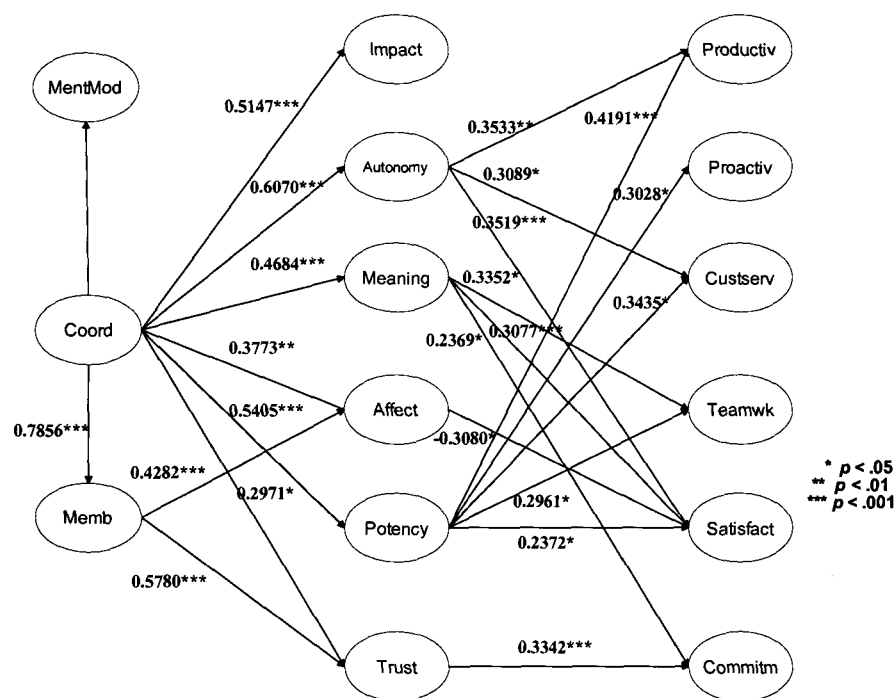 Impact
Productiv
MentMod
0.5147***
0.3533**
0.4191***
Autonomy
Proactiv
0.6070***
0.3089*
0.3028*
0.3519***
0.4684***
Meaning
0.3352*
Custserv
0.3435*
Coord
0.3077***
0.2369*
0.3773**
Affect
Teamwk
0.5405***
0.7856***
-0.3080*
0.4282***
* p < .05
** p < .01
*** p < .001
0.2971*
0.2961*
Memb
Potency
0.2372*
Satisfact
0.5780***
0.3342***
Trust
Commitm